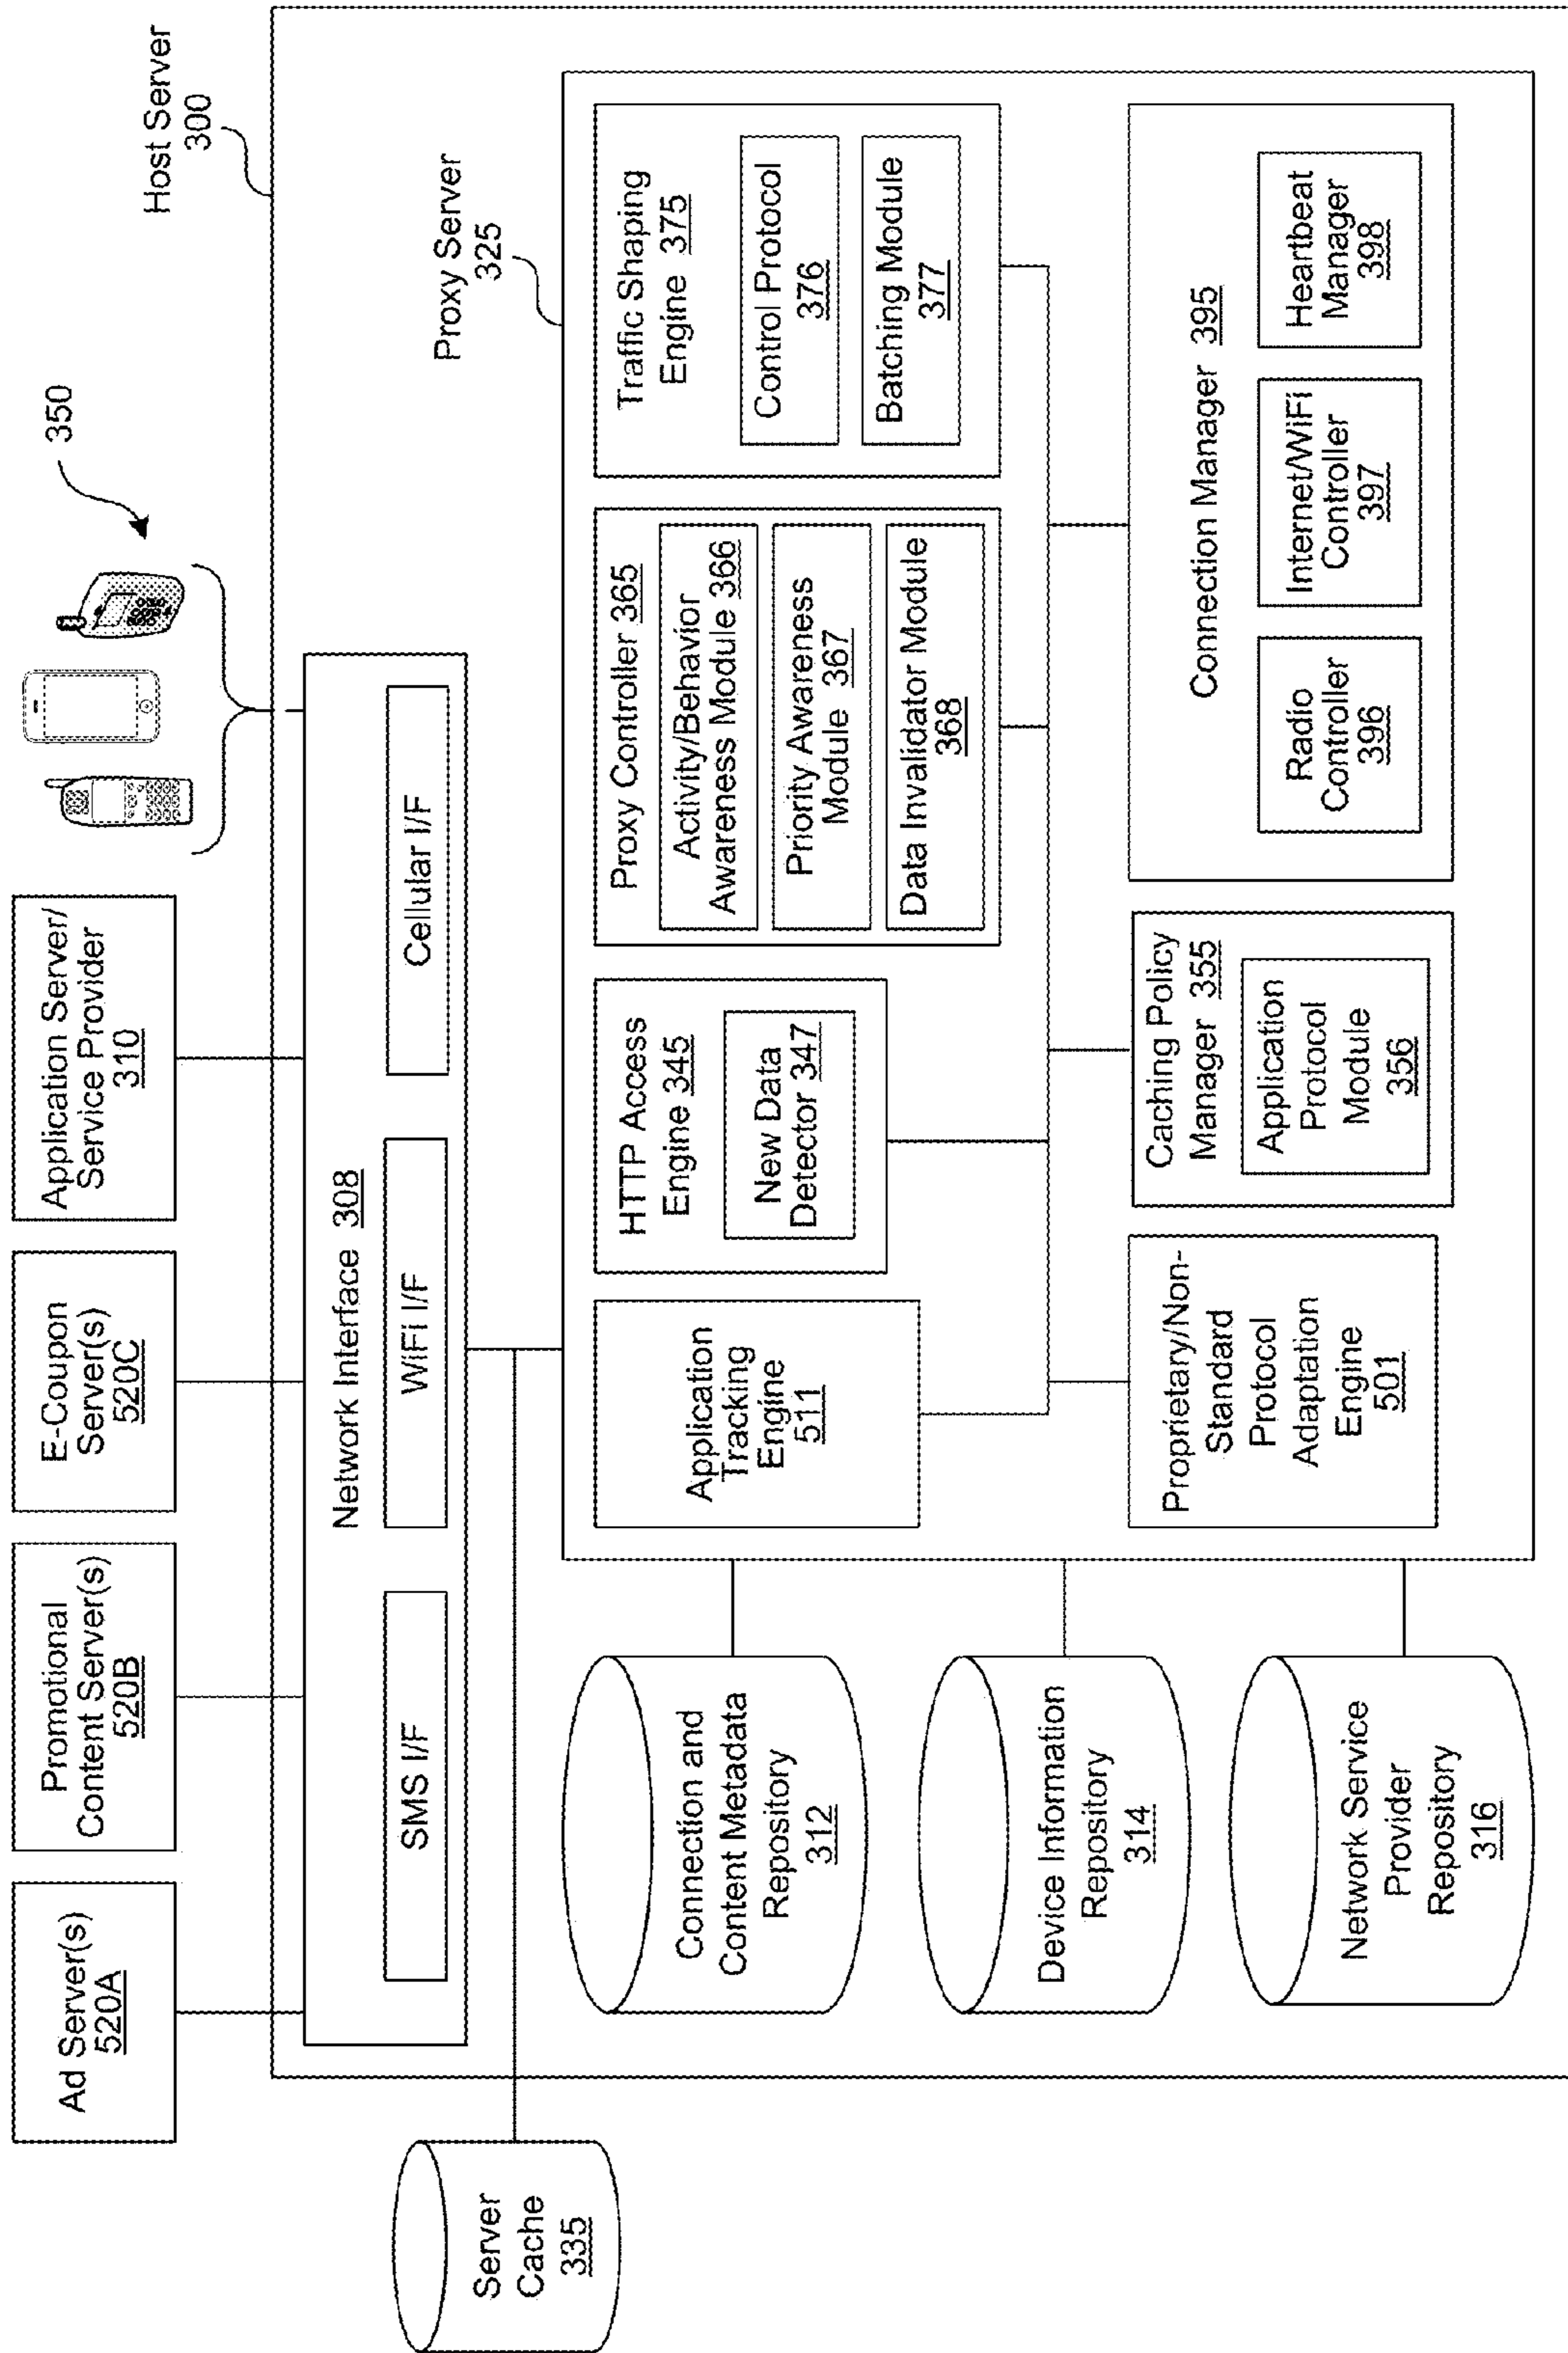 Ad Server(s)
520A
Promotional
Content Server(s)
520B
E-Coupon
Server(s)
520C
Application Server/
Service Provider
310
350
Host Server
300
Network Interface 308
SMS I/F
WiFi I/F
Cellular I/F
Server
Cache
335
Proxy Server
325
Connection and
Content Metadata
Repository
312
Device Information
Repository
314
Network Service
Provider
Repository
316
Application
Tracking
Engine
511
HTTP Access
Engine 345
New Data
Detector 347
Proxy Controller 365
Activity/Behavior
Awareness Module 366
Priority Awareness
Module 367
Data Invalidator Module
368
Traffic Shaping
Engine 375
Control Protocol
376
Batching Module
377
Proprietary/Non-
Standard
Protocol
Adaptation
Engine
501
Caching Policy
Manager 355
Application
Protocol
Module
356
Connection Manager 395
Radio
Controller
396
Internet/WiFi
Controller
397
Heartbeat
Manager
398